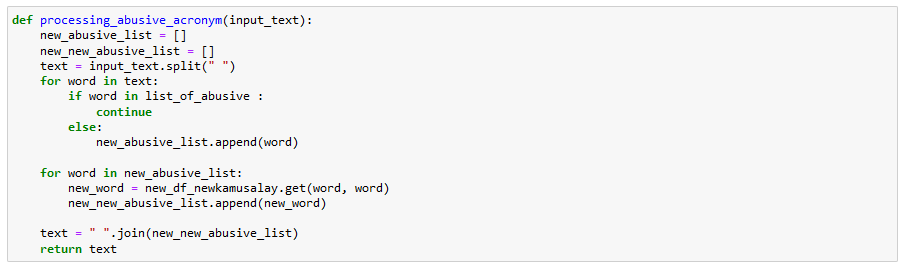 def processing_abusive_acronym(input_text):
    new_abusive_list = []
    new_new_abusive_list = []
    text = input_text.split(" ")
    for word in text:
        if word in list_of_abusive :
            continue
        else:
            new_abusive_list.append(word)

    for word in new_abusive_list:
        new_word = new_df_newkamusalay.get(word, word)
        new_new_abusive_list.append(new_word)

    text = " ".join(new_new_abusive_list)
    return text